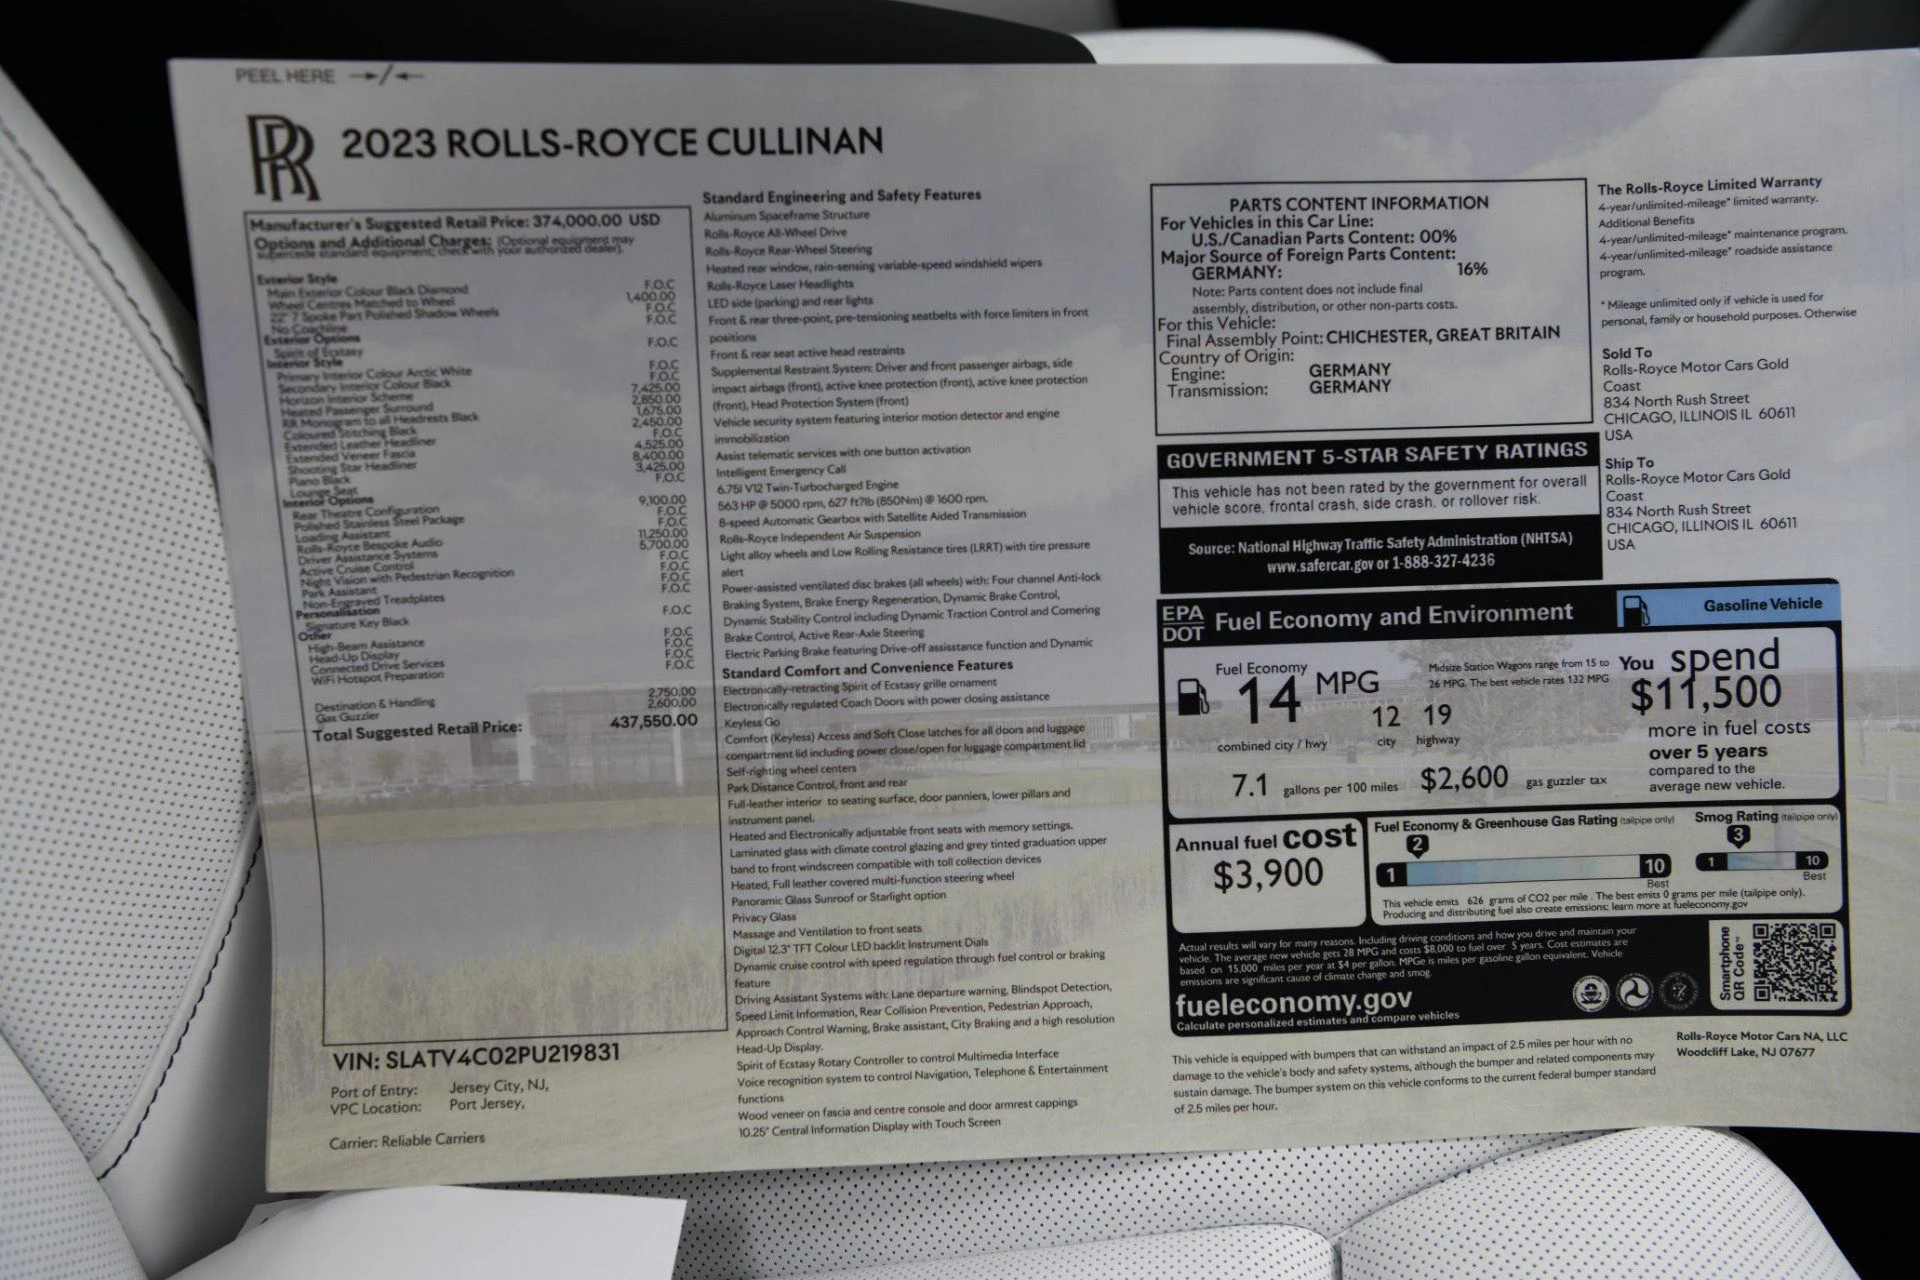 PEEL HERE
RR
2023 ROLLS-ROYCE CULLINAN
Manufacturer's Suggested Retail Price: 374,000.00 USD
Options and Additional Charges: (Optional equipment may
supercede standard equipment; check with your authorized dealer).
Exterior Style
Main Exterior Colour Black Diamond F.O.C
Wheel Centres Matched to Wheel 1,400.00
22" 7 Spoke Part Polished Shadow Wheels F.O.C
No Coachline F.O.C
Exterior Options
Spirit of Ecstasy F.O.C
Interior Style
Primary Interior Colour Arctic White F.O.C
Secondary Interior Colour Black F.O.C
Horizon Interior Scheme 7,425.00
Heated Passenger Surround 2,850.00
RR Monogram to all Headrests Black 1,675.00
Coloured Stitching Black 2,450.00
Extended Leather Headliner F.O.C
Extended Veneer Fascia 4,525.00
Shooting Star Headliner 8,400.00
Piano Black 3,425.00
Lounge Seat F.O.C
Interior Options
Rear Theatre Configuration 9,100.00
Polished Stainless Steel Package F.O.C
Loading Assistant F.O.C
Rolls-Royce Bespoke Audio 11,250.00
Driver Assistance Systems 5,700.00
Active Cruise Control F.O.C
Night Vision with Pedestrian Recognition F.O.C
Park Assistant F.O.C
Non-Engraved Treadplates F.O.C
Personalisation
Signature Key Black F.O.C
Other
High-Beam Assistance F.O.C
Head-Up Display F.O.C
Connected Drive Services F.O.C
WiFi Hotspot Preparation F.O.C
Destination & Handling 2,750.00
Gas Guzzler 2,600.00
Total Suggested Retail Price: 437,550.00
VIN: SLATV4C02PU219831
Port of Entry: Jersey City, NJ,
VPC Location: Port Jersey,
Carrier: Reliable Carriers
Standard Engineering and Safety Features
Aluminum Spaceframe Structure
Rolls-Royce All-Wheel Drive
Rolls-Royce Rear-Wheel Steering
Heated rear window, rain-sensing variable-speed windshield wipers
Rolls-Royce Laser Headlights
LED side (parking) and rear lights
Front & rear three-point, pre-tensioning seatbelts with force limiters in front
positions
Front & rear seat active head restraints
Supplemental Restraint System: Driver and front passenger airbags, side
impact airbags (front), active knee protection (front), active knee protection
(front), Head Protection System (front)
Vehicle security system featuring interior motion detector and engine
immobilization
Assist telematic services with one button activation
Intelligent Emergency Call
6.75l V12 Twin-Turbocharged Engine
563 HP @ 5000 rpm, 627 ft?lb (850Nm) @ 1600 rpm,
8-speed Automatic Gearbox with Satellite Aided Transmission
Rolls-Royce Independent Air Suspension
Light alloy wheels and Low Rolling Resistance tires (LRRT) with tire pressure
alert
Power-assisted ventilated disc brakes (all wheels) with: Four channel Anti-lock
Braking System, Brake Energy Regeneration, Dynamic Brake Control,
Dynamic Stability Control including Dynamic Traction Control and Cornering
Brake Control, Active Rear-Axle Steering
Electric Parking Brake featuring Drive-off assisstance function and Dynamic
Standard Comfort and Convenience Features
Electronically-retracting Spirit of Ecstasy grille ornament
Electronically regulated Coach Doors with power closing assistance
Keyless Go
Comfort (Keyless) Access and Soft Close latches for all doors and luggage
compartment lid including power close/open for luggage compartment lid
Self-righting wheel centers
Park Distance Control, front and rear
Full-leather interior to seating surface, door panniers, lower pillars and
instrument panel.
Heated and Electronically adjustable front seats with memory settings.
Laminated glass with climate control glazing and grey tinted graduation upper
band to front windscreen compatible with toll collection devices
Heated, Full leather covered multi-function steering wheel
Panoramic Glass Sunroof or Starlight option
Privacy Glass
Massage and Ventilation to front seats
Digital 12.3" TFT Colour LED backlit Instrument Dials
Dynamic cruise control with speed regulation through fuel control or braking
feature
Driving Assistant Systems with: Lane departure warning, Blindspot Detection,
Speed Limit Information, Rear Collision Prevention, Pedestrian Approach,
Approach Control Warning, Brake assistant, City Braking and a high resolution
Head-Up Display.
Spirit of Ecstasy Rotary Controller to control Multimedia Interface
Voice recognition system to control Navigation, Telephone & Entertainment
functions
Wood veneer on fascia and centre console and door armrest cappings
10.25" Central Information Display with Touch Screen
PARTS CONTENT INFORMATION
For Vehicles in this Car Line:
U.S./Canadian Parts Content: 00%
Major Source of Foreign Parts Content:
GERMANY: 16%
Note: Parts content does not include final
assembly, distribution, or other non-parts costs.
For this Vehicle:
Final Assembly Point: CHICHESTER, GREAT BRITAIN
Country of Origin:
Engine: GERMANY
Transmission: GERMANY
GOVERNMENT 5-STAR SAFETY RATINGS
This vehicle has not been rated by the government for overall
vehicle score, frontal crash, side crash, or rollover risk.
Source: National Highway Traffic Safety Administration (NHTSA)
www.safercar.gov or 1-888-327-4236
The Rolls-Royce Limited Warranty
4-year/unlimited-mileage* limited warranty.
Additional Benefits
4-year/unlimited-mileage* maintenance program.
4-year/unlimited-mileage* roadside assistance
program.
* Mileage unlimited only if vehicle is used for
personal, family or household purposes. Otherwise
Sold To
Rolls-Royce Motor Cars Gold
Coast
834 North Rush Street
CHICAGO, ILLINOIS IL 60611
USA
Ship To
Rolls-Royce Motor Cars Gold
Coast
834 North Rush Street
CHICAGO, ILLINOIS IL 60611
USA
EPA
DOT
Fuel Economy and Environment
Gasoline Vehicle
Fuel Economy
14 MPG
combined city / hwy
12 city
19 highway
7.1 gallons per 100 miles
Midsize Station Wagons range from 15 to
26 MPG. The best vehicle rates 132 MPG
$2,600 gas guzzler tax
You spend
$11,500
more in fuel costs
over 5 years
compared to the
average new vehicle.
Annual fuel cost
$3,900
Fuel Economy & Greenhouse Gas Rating (tailpipe only)
2
1 10
Best
Smog Rating (tailpipe only)
3
1 10
Best
This vehicle emits 626 grams of CO2 per mile. The best emits 0 grams per mile (tailpipe only).
Producing and distributing fuel also create emissions; learn more at fueleconomy.gov
Actual results will vary for many reasons. Including driving conditions and how you drive and maintain your
vehicle. The average new vehicle gets 28 MPG and costs $8,000 to fuel over 5 years. Cost estimates are
based on 15,000 miles per year at $4 per gallon. MPGe is miles per gasoline gallon equivalent. Vehicle
emissions are significant cause of climate change and smog.
fueleconomy.gov
Calculate personalized estimates and compare vehicles
Smartphone
QR Code™
This vehicle is equipped with bumpers that can withstand an impact of 2.5 miles per hour with no
damage to the vehicle's body and safety systems, although the bumper and related components may
sustain damage. The bumper system on this vehicle conforms to the current federal bumper standard
of 2.5 miles per hour.
Rolls-Royce Motor Cars NA, LLC
Woodcliff Lake, NJ 07677